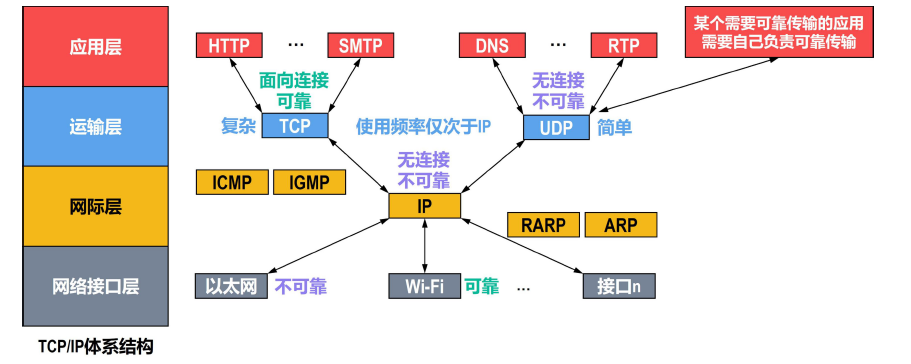 应用层
HTTP
...
SMTP
DNS
...
RTP
某个需要可靠传输的应用
需要自己负责可靠传输
面向连接
可靠
无连接
不可靠
运输层
复杂
TCP
使用频率仅次于IP
UDP
简单
无连接
不可靠
网际层
ICMP
IGMP
IP
RARP
ARP
网络接口层
以太网
不可靠
Wi-Fi
可靠
...
接口n
TCP/IP体系结构